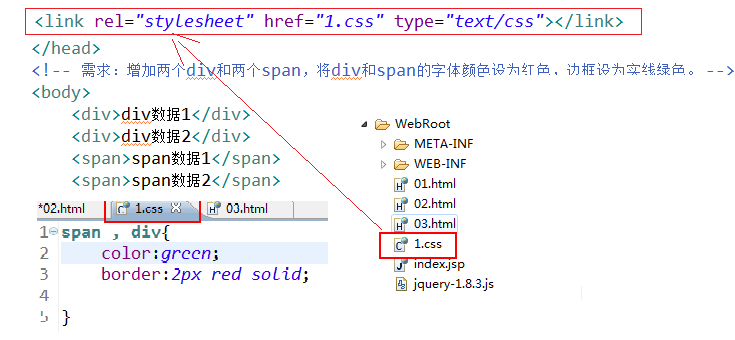 <link rel="stylesheet" href="1.css" type="text/css"></link>
</head>
<!-- 需求：增加两个div和两个span，将div和span的字体颜色设为红色，边框设为实线绿色。 -->
<body>
<div>div数据1</div>
<div>div数据2</div>
<span>span数据1</span>
<span>span数据2</span>
*02.html 1.css 03.html
1 span , div{
2 color:green;
3 border:2px red solid;
4
5 }
WebRoot
META-INF
WEB-INF
01.html
02.html
03.html
1.css
index.jsp
jquery-1.8.3.js